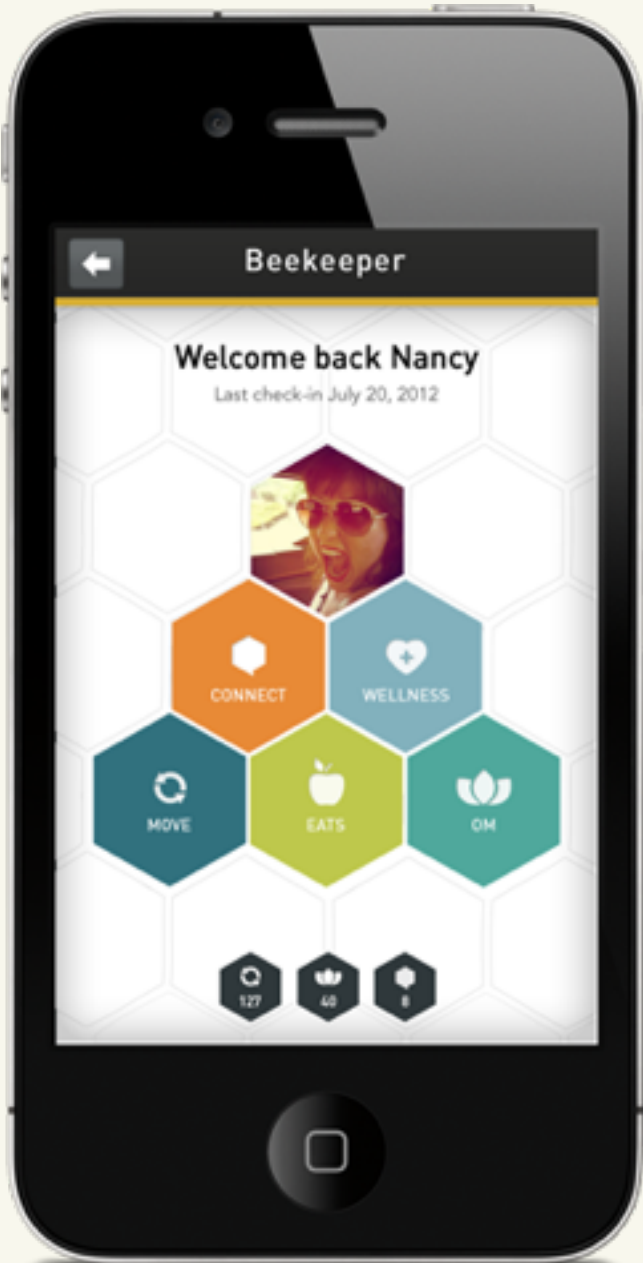 Beekeeper
Welcome back Nancy
Last check-in July 20, 2012
CONNECT
WELLNESS
MOVE
EATS
OM
127
40
8